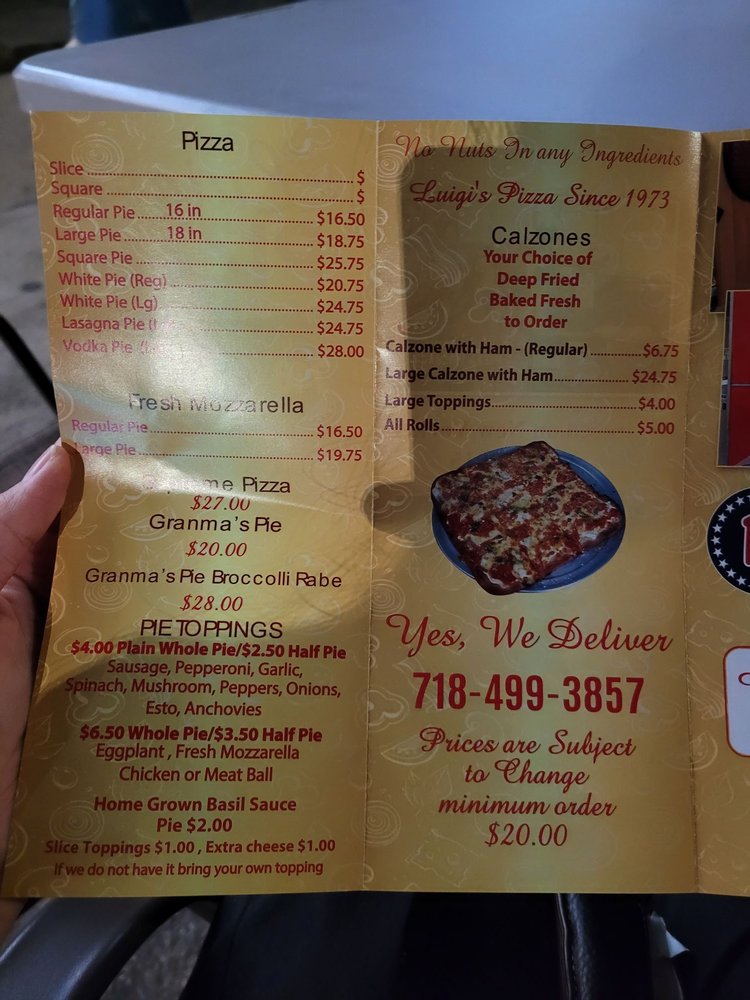 Pizza
Slice ........ $
Square ........ $
Regular Pie ...... 16 in ........ $16.50
Large Pie ........ 18 in ........ $18.75
Square Pie ........ $25.75
White Pie (Reg) ........ $20.75
White Pie (Lg) ........ $24.75
Lasagna Pie ........ $24.75
Vodka Pie ........ $28.00
Fresh Mozzarella
Regular Pie ........ $16.50
Large Pie ........ $19.75
Pizza
$27.00
Granma's Pie
$20.00
Granma's Pie Broccolli Rabe
$28.00
PIE TOPPINGS
$4.00 Plain Whole Pie/$2.50 Half Pie
Sausage, Pepperoni, Garlic,
Spinach, Mushroom, Peppers, Onions,
Esto, Anchovies
$6.50 Whole Pie/$3.50 Half Pie
Eggplant , Fresh Mozzarella
Chicken or Meat Ball
Home Grown Basil Sauce
Pie $2.00
Slice Toppings $1.00 , Extra cheese $1.00
If we do not have it bring your own topping
No Nuts In any Ingredients
Luigi's Pizza Since 1973
Calzones
Your Choice of
Deep Fried
Baked Fresh
to Order
Calzone with Ham - (Regular) ........ $6.75
Large Calzone with Ham ........ $24.75
Large Toppings ........ $4.00
All Rolls ........ $5.00
Yes, We Deliver
718-499-3857
Prices are Subject
to Change
minimum order
$20.00